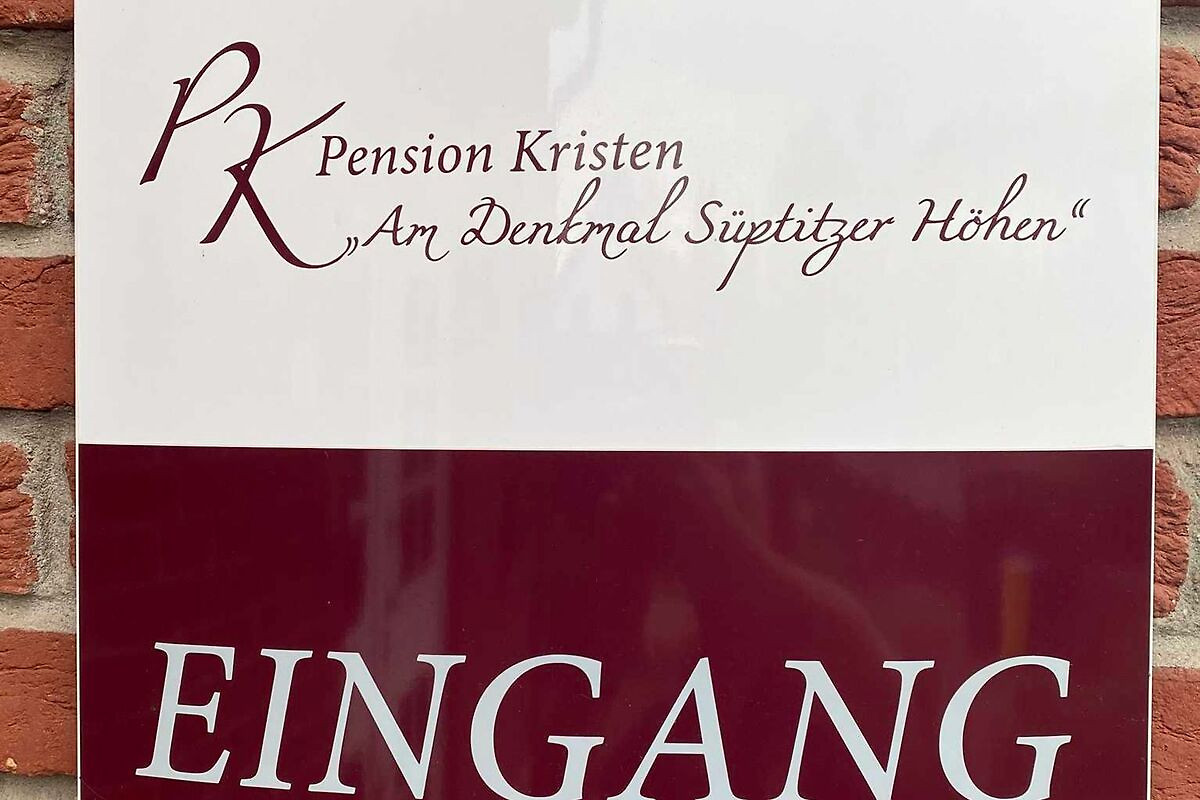 PK Pension Kristen
„Am Denkmal Süptitzer Höhen“
EINGANG